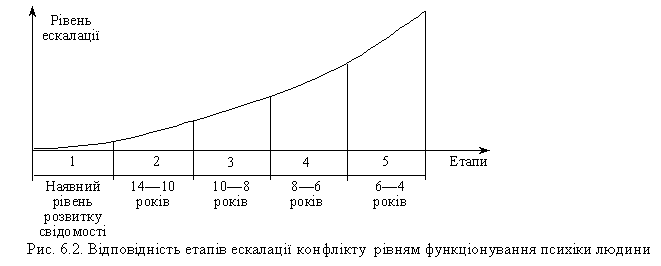 Рівень
ескалації
1 2 3 4 5 Етапи
Наявний 14—10 10—8 8—6 6—4
рівень років років років років
розвитку
свідомості
Рис. 6.2. Відповідність етапів ескалації конфлікту рівням функціонування психіки людини